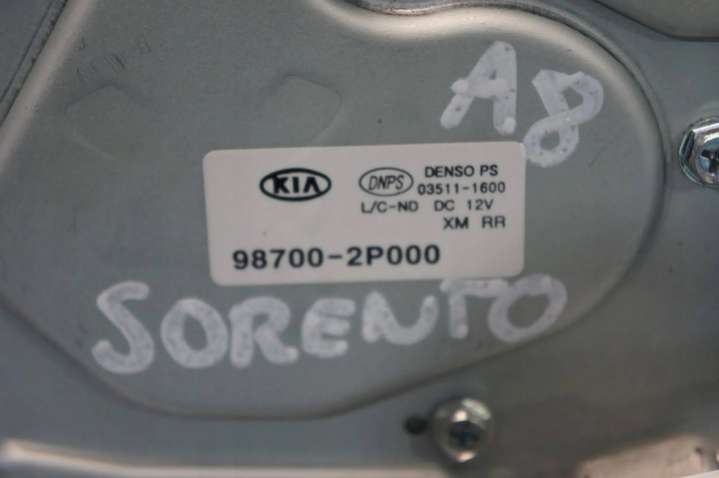 A8
KIA DNPS DENSO PS
03511-1600
L/C-ND DC 12V
XM RR
98700-2P000
SORENTO